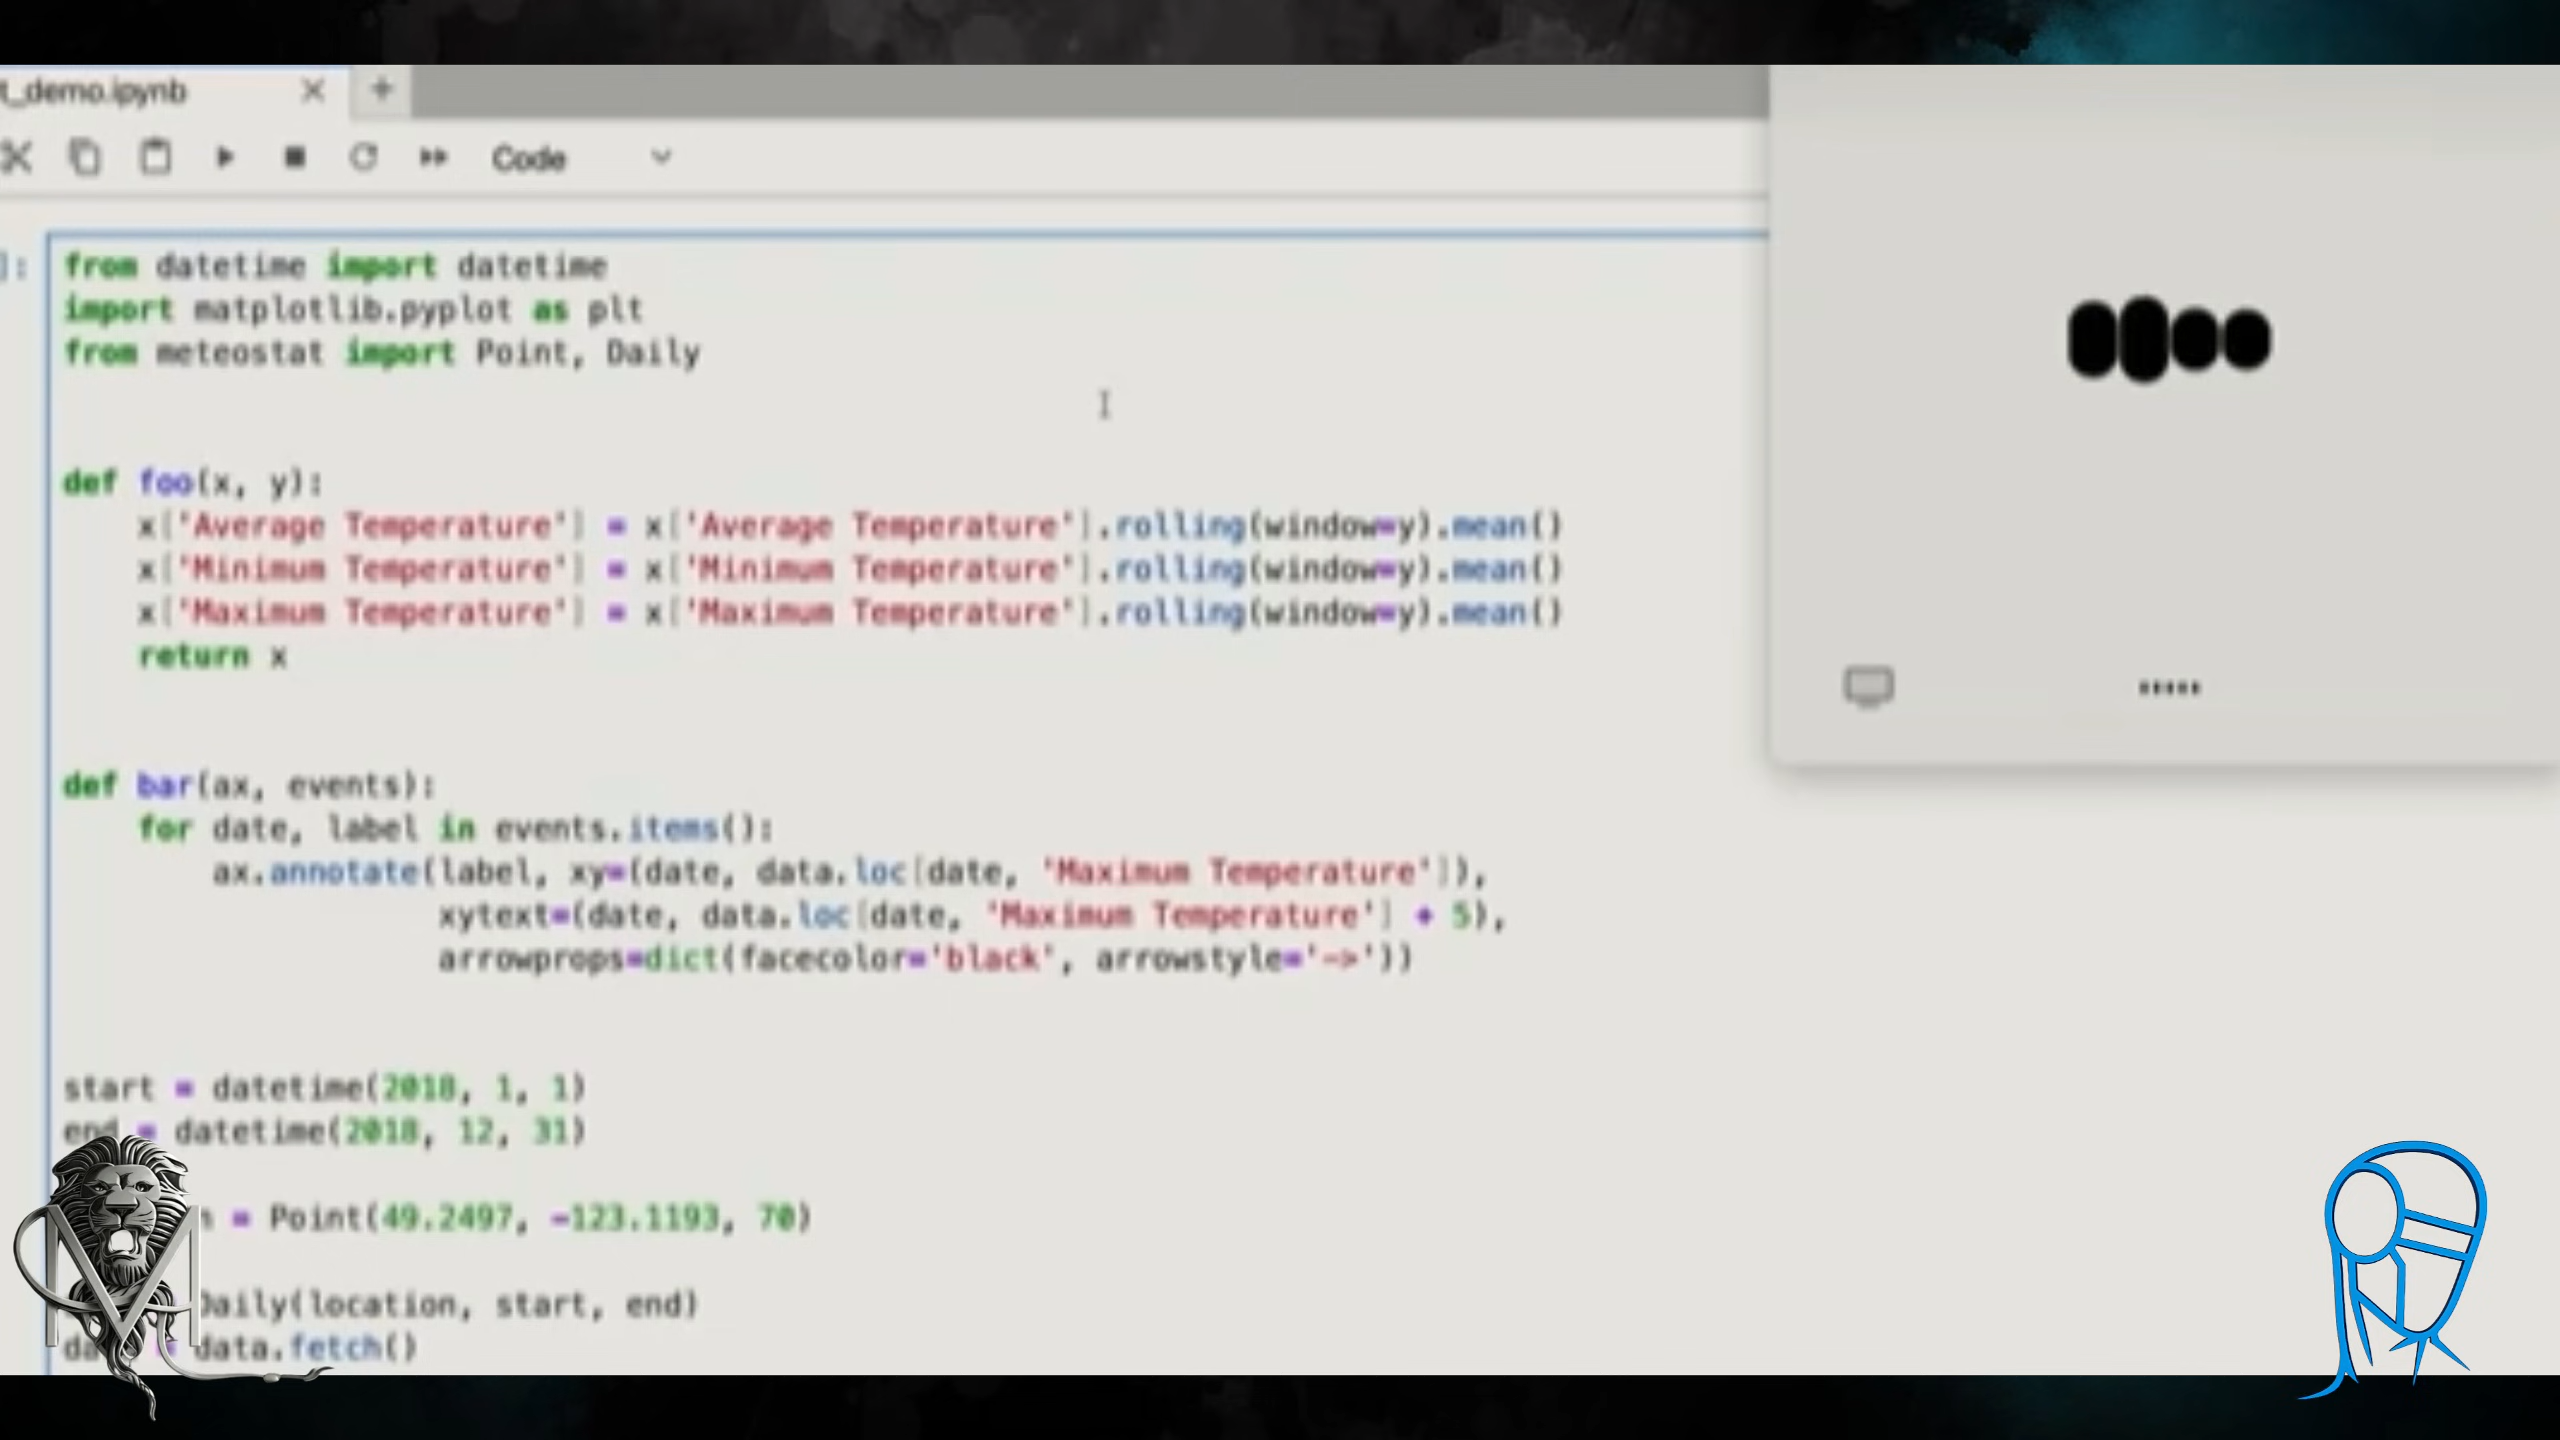 t_demo.ipynb
Code
]:
from datetime import datetime
import matplotlib.pyplot as plt
from meteostat import Point, Daily
def foo(x, y):
x['Average Temperature'] = x['Average Temperature'].rolling(window=y).mean()
x['Minimum Temperature'] = x['Minimum Temperature'].rolling(window=y).mean()
x['Maximum Temperature'] = x['Maximum Temperature'].rolling(window=y).mean()
return x
def bar(ax, events):
for date, label in events.items():
ax.annotate(label, xy=(date, data.loc[date, 'Maximum Temperature']),
xytext=(date, data.loc[date, 'Maximum Temperature'] + 5),
arrowprops=dict(facecolor='black', arrowstyle='->'))
start = datetime(2018, 1, 1)
end = datetime(2018, 12, 31)
n = Point(49.2497, -123.1193, 70)
Daily(location, start, end)
da = data.fetch()